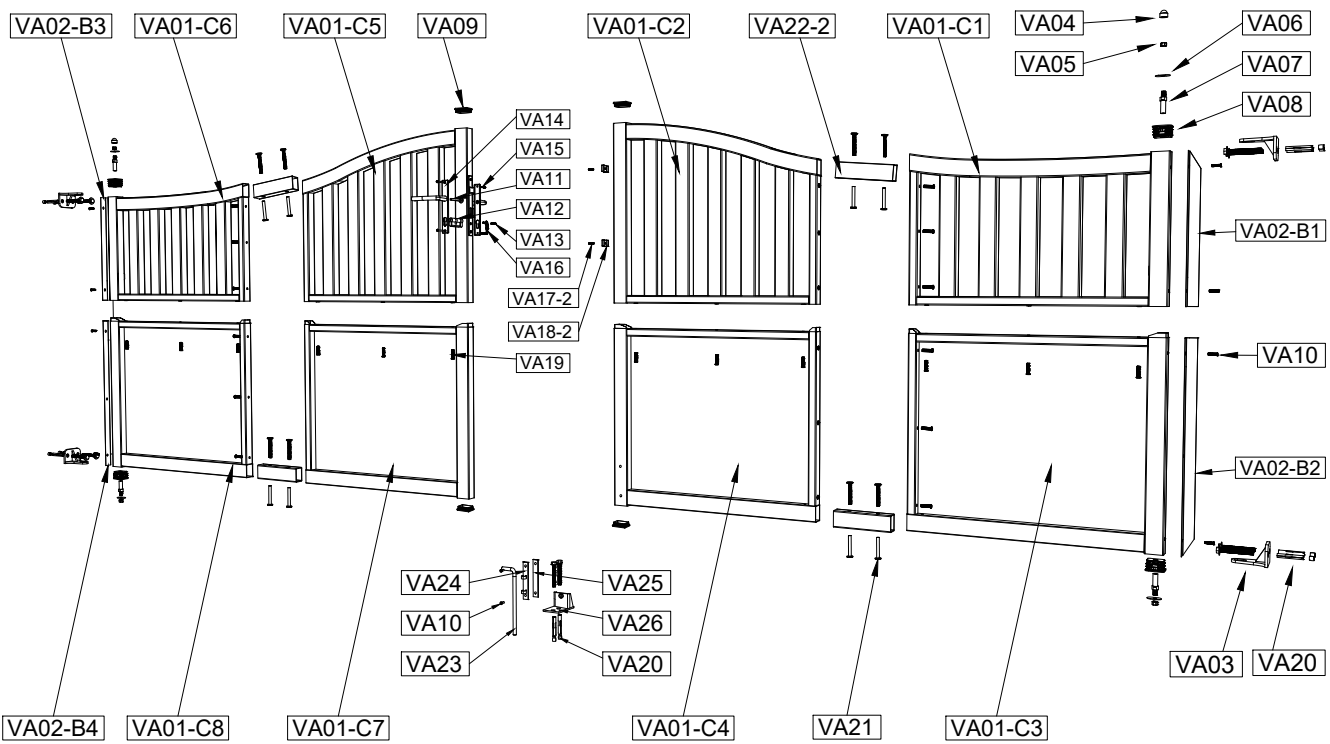 VA02-B3
VA01-C6
VA01-C5
VA09
VA01-C2
VA22-2
VA01-C1
VA04
VA05
VA06
VA07
VA08
VA14
VA15
VA11
VA12
VA13
VA16
VA17-2
VA18-2
VA19
VA02-B1
VA10
VA02-B2
VA24
VA25
VA10
VA26
VA23
VA20
VA03
VA20
VA02-B4
VA01-C8
VA01-C7
VA01-C4
VA21
VA01-C3